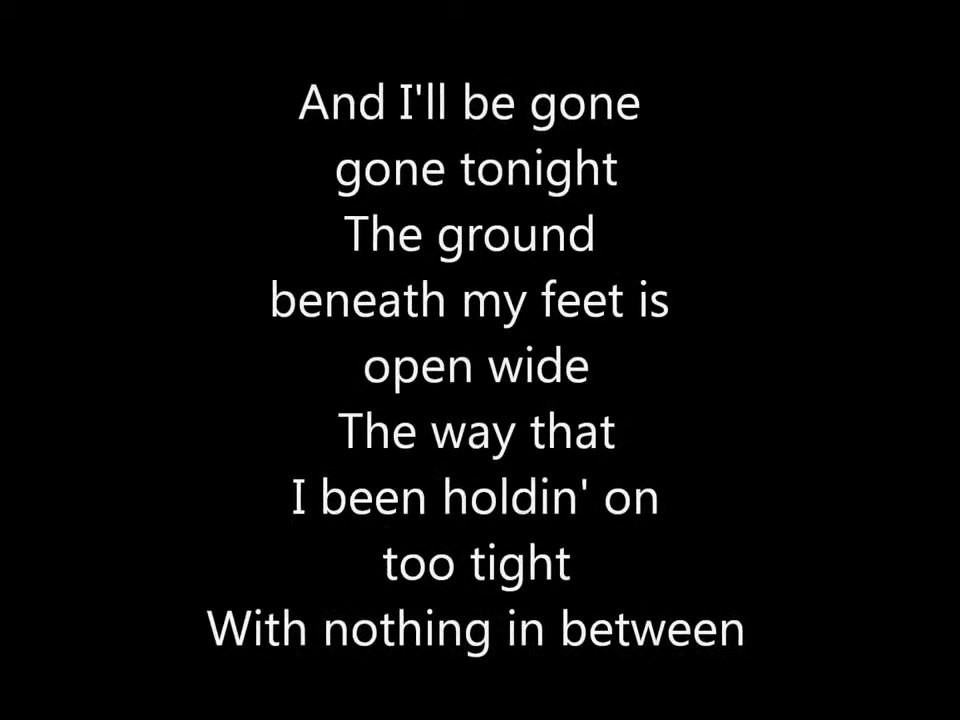 And I'll be gone
gone tonight
The ground
beneath my feet is
open wide
The way that
I been holdin' on
too tight
With nothing in between